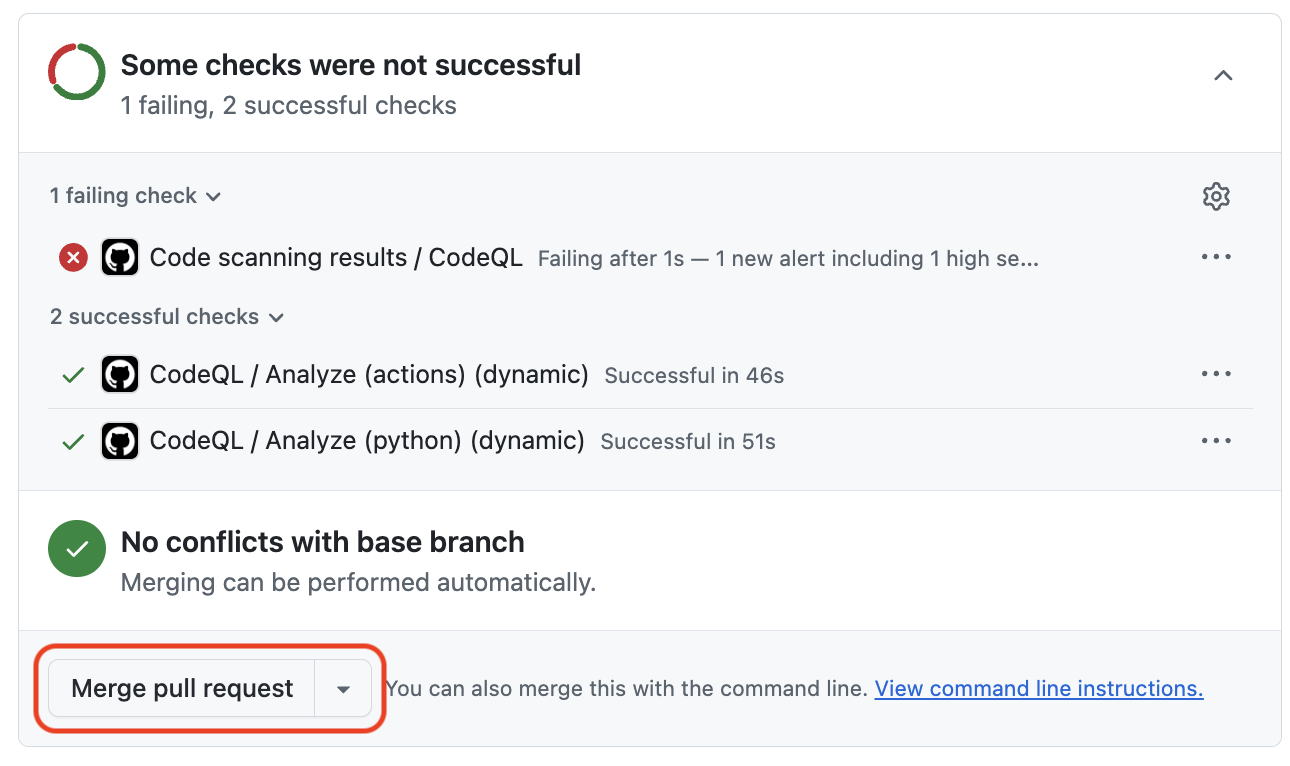 Some checks were not successful
1 failing, 2 successful checks
1 failing check
Code scanning results / CodeQL Failing after 1s — 1 new alert including 1 high se...
2 successful checks
CodeQL / Analyze (actions) (dynamic) Successful in 46s
CodeQL / Analyze (python) (dynamic) Successful in 51s
No conflicts with base branch
Merging can be performed automatically.
Merge pull request You can also merge this with the command line. View command line instructions.